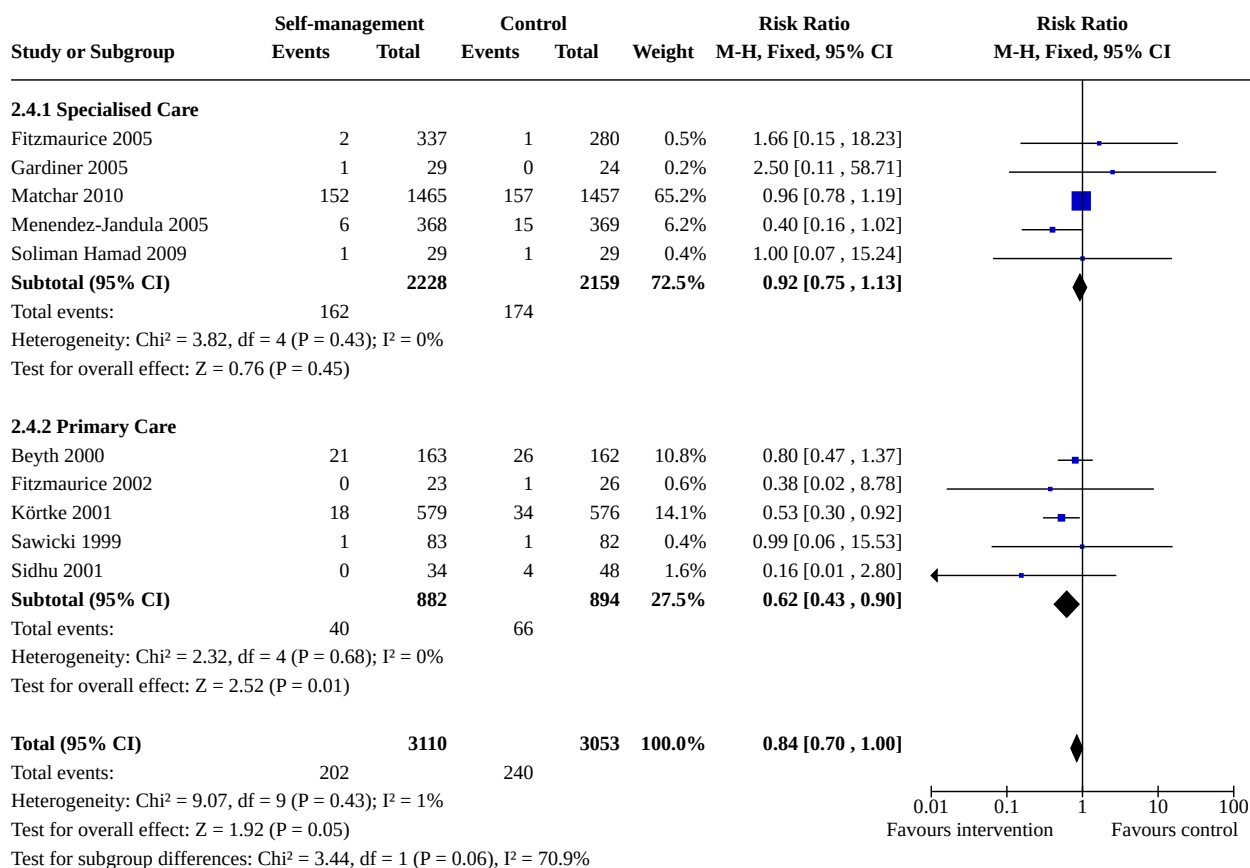 Self-management Control Risk Ratio Risk Ratio
Study or Subgroup Events Total Events Total Weight M-H, Fixed, 95% CI M-H, Fixed, 95% CI
2.4.1 Specialised Care
Fitzmaurice 2005 2 337 1 280 0.5% 1.66 [0.15 , 18.23]
Gardiner 2005 1 29 0 24 0.2% 2.50 [0.11 , 58.71]
Matchar 2010 152 1465 157 1457 65.2% 0.96 [0.78 , 1.19]
Menendez-Jandula 2005 6 368 15 369 6.2% 0.40 [0.16 , 1.02]
Soliman Hamad 2009 1 29 1 29 0.4% 1.00 [0.07 , 15.24]
Subtotal (95% CI) 2228 2159 72.5% 0.92 [0.75 , 1.13]
Total events: 162 174
Heterogeneity: Chi² = 3.82, df = 4 (P = 0.43); I² = 0%
Test for overall effect: Z = 0.76 (P = 0.45)
2.4.2 Primary Care
Beyth 2000 21 163 26 162 10.8% 0.80 [0.47 , 1.37]
Fitzmaurice 2002 0 23 1 26 0.6% 0.38 [0.02 , 8.78]
Körtke 2001 18 579 34 576 14.1% 0.53 [0.30 , 0.92]
Sawicki 1999 1 83 1 82 0.4% 0.99 [0.06 , 15.53]
Sidhu 2001 0 34 4 48 1.6% 0.16 [0.01 , 2.80]
Subtotal (95% CI) 882 894 27.5% 0.62 [0.43 , 0.90]
Total events: 40 66
Heterogeneity: Chi² = 2.32, df = 4 (P = 0.68); I² = 0%
Test for overall effect: Z = 2.52 (P = 0.01)
Total (95% CI) 3110 3053 100.0% 0.84 [0.70 , 1.00]
Total events: 202 240
Heterogeneity: Chi² = 9.07, df = 9 (P = 0.43); I² = 1%
Test for overall effect: Z = 1.92 (P = 0.05)
Test for subgroup differences: Chi² = 3.44, df = 1 (P = 0.06), I² = 70.9%
0.01 0.1 1 10 100
Favours intervention Favours control